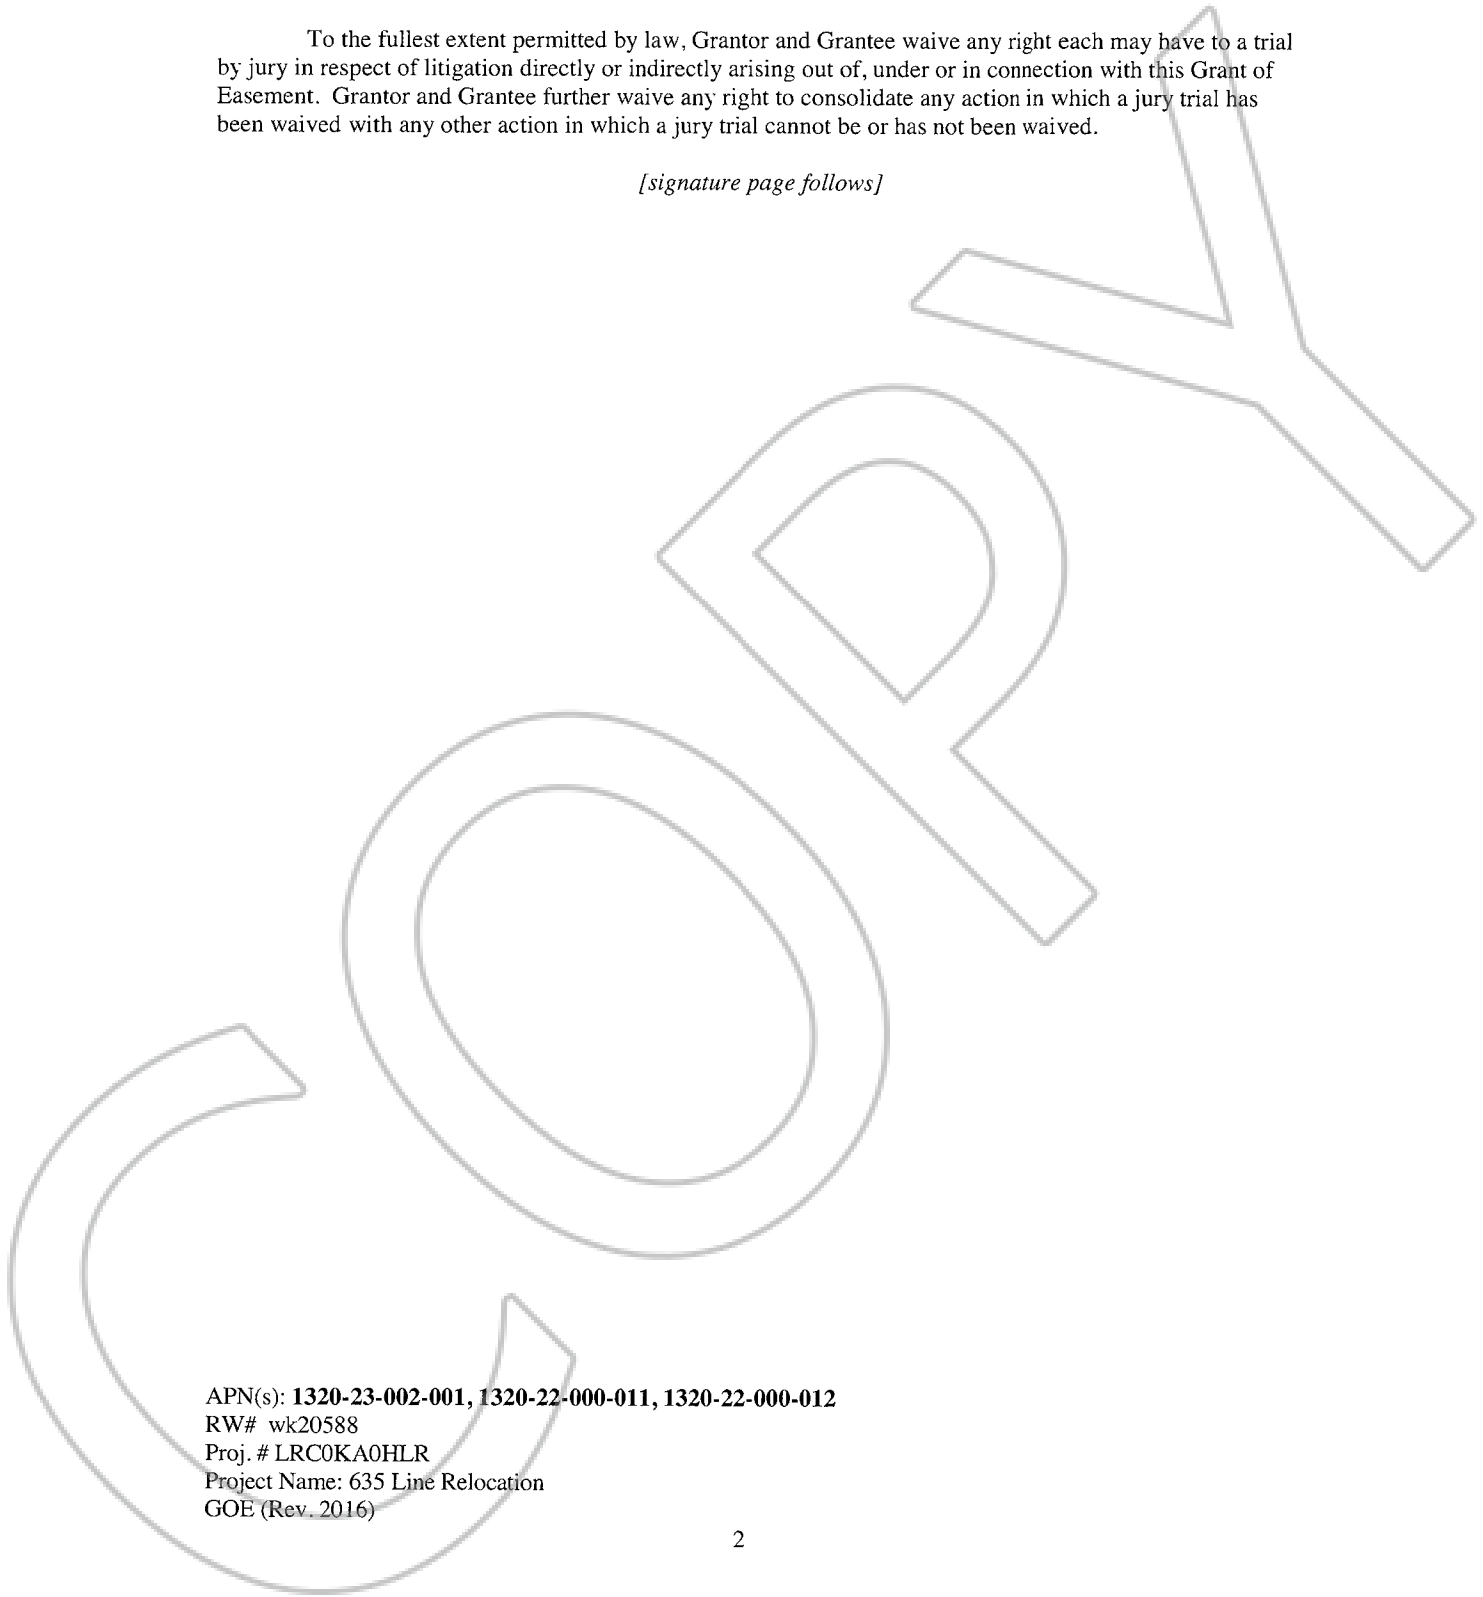 To the fullest extent permitted by law, Grantor and Grantee waive any right each may have to a trial
by jury in respect of litigation directly or indirectly arising out of, under or in connection with this Grant of
Easement.  Grantor and Grantee further waive any right to consolidate any action in which a jury trial has
been waived with any other action in which a jury trial cannot be or has not been waived.
[signature page follows]
COPY
APN(s): 1320-23-002-001, 1320-22-000-011, 1320-22-000-012
RW#  wk20588
Proj. # LRC0KA0HLR
Project Name: 635 Line Relocation
GOE (Rev. 2016)
2